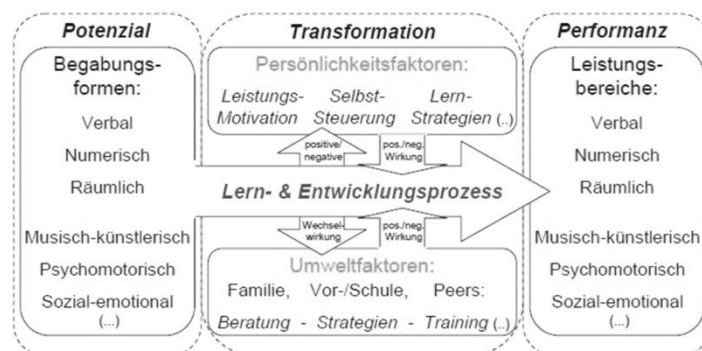 Potenzial
Begabungs-
formen:
Verbal
Numerisch
Räumlich
Musisch-künstlerisch
Psychomotorisch
Sozial-emotional
(...)
Transformation
Persönlichkeitsfaktoren:
Leistungs- Selbst- Lern-
Motivation Steuerung Strategien (..)
positive/ pos./neg.
negative Wirkung
Lern- & Entwicklungsprozess
Wechsel- pos./neg.
wirkung Wirkung
Umweltfaktoren:
Familie, Vor-/Schule, Peers:
Beratung - Strategien - Training (..)
Performanz
Leistungs-
bereiche:
Verbal
Numerisch
Räumlich
Musisch-künstlerisch
Psychomotorisch
Sozial-emotional
(...)